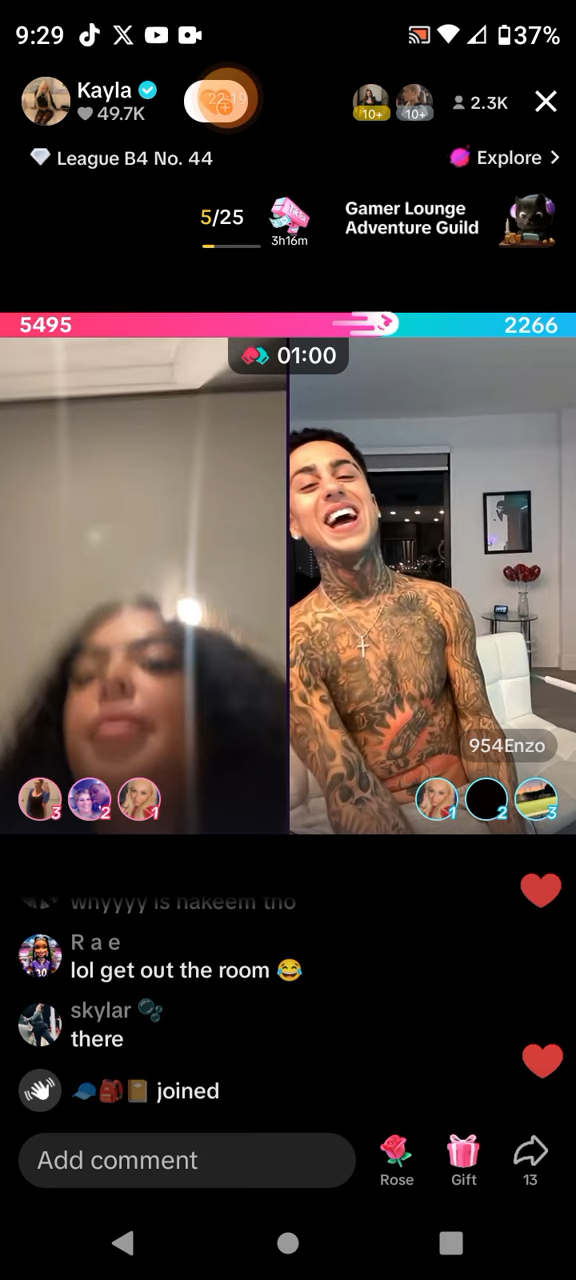 9:29
37%
Kayla
49.7K
22:19
10+
10+
2.3K
League B4 No. 44
Explore
5/25
3h16m
Gamer Lounge
Adventure Guild
5495
2266
01:00
954Enzo
3
2
1
1
2
3
whyyyy is hakeem tho
R a e
lol get out the room
skylar
there
joined
Add comment
Rose
Gift
13